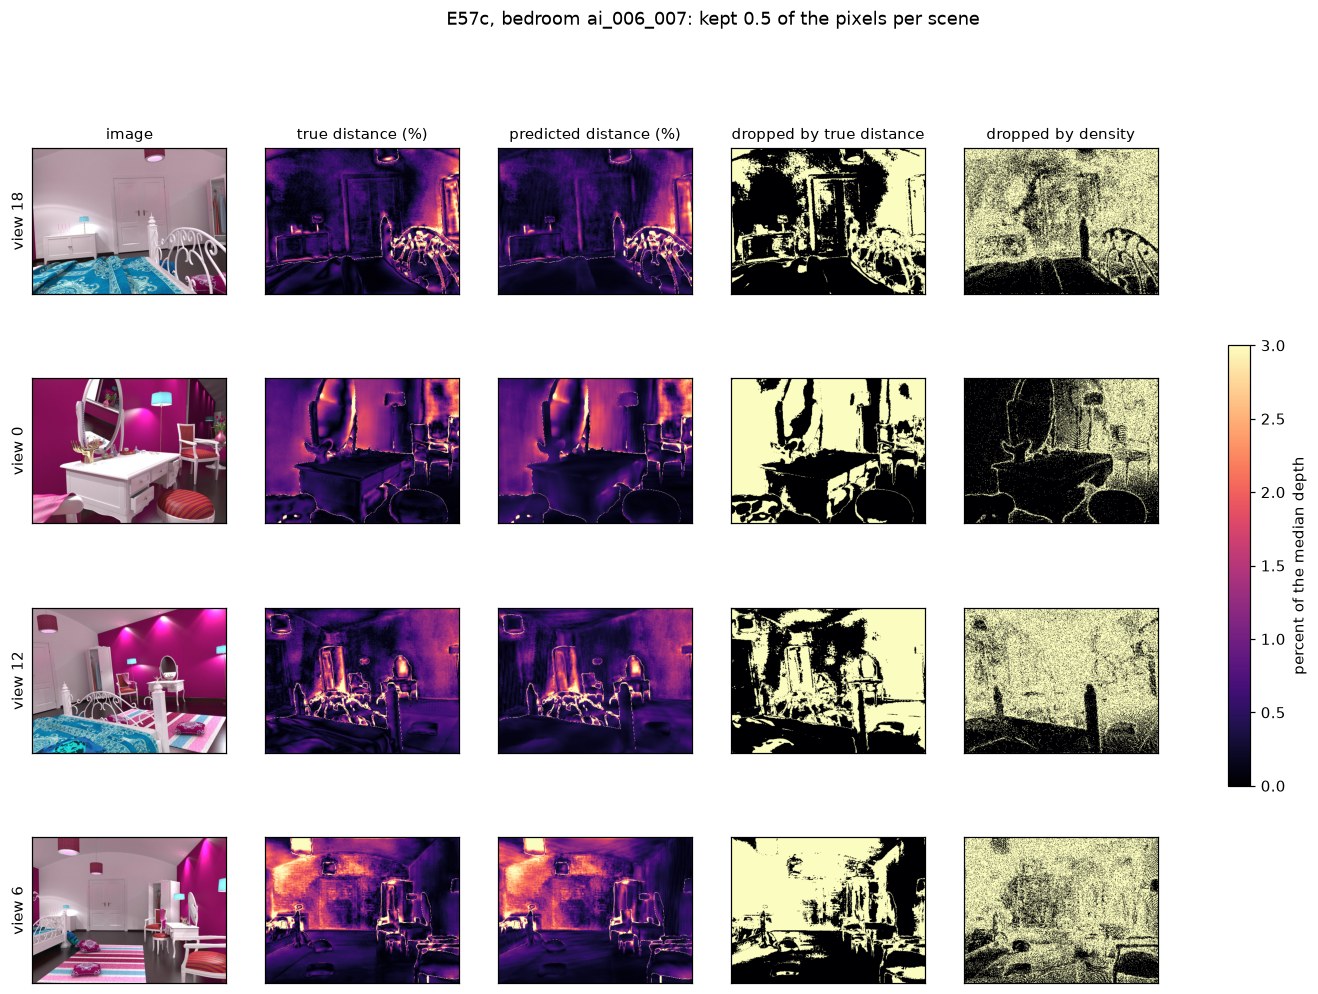 E57c, bedroom ai_006_007: kept 0.5 of the pixels per scene
image
true distance (%)
predicted distance (%)
dropped by true distance
dropped by density
view 18
view 0
view 12
view 6
3.0
2.5
2.0
1.5
1.0
0.5
0.0
percent of the median depth